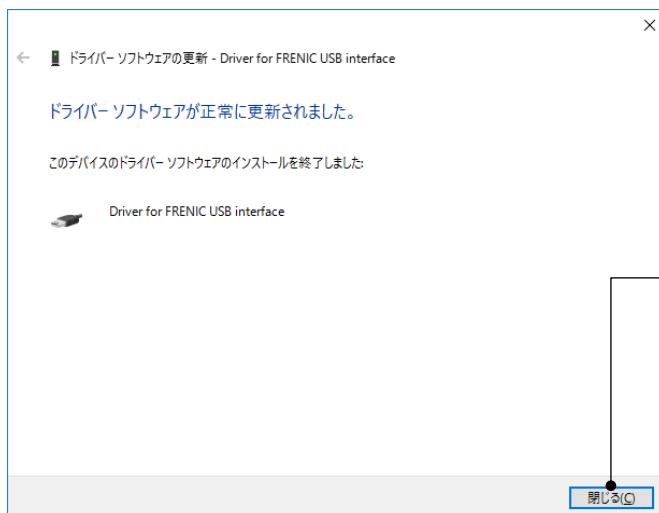 ドライバー ソフトウェアの更新 - Driver for FRENIC USB interface
ドライバー ソフトウェアが正常に更新されました。
このデバイスのドライバー ソフトウェアのインストールを終了しました:
Driver for FRENIC USB interface
閉じる(C)